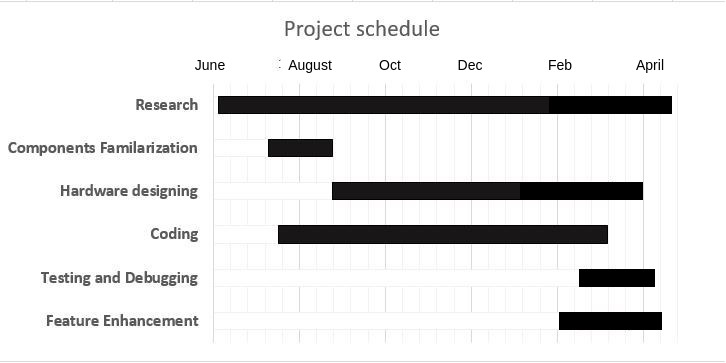 Project schedule
June : August Oct Dec Feb April
Research
Components Familarization
Hardware designing
Coding
Testing and Debugging
Feature Enhancement